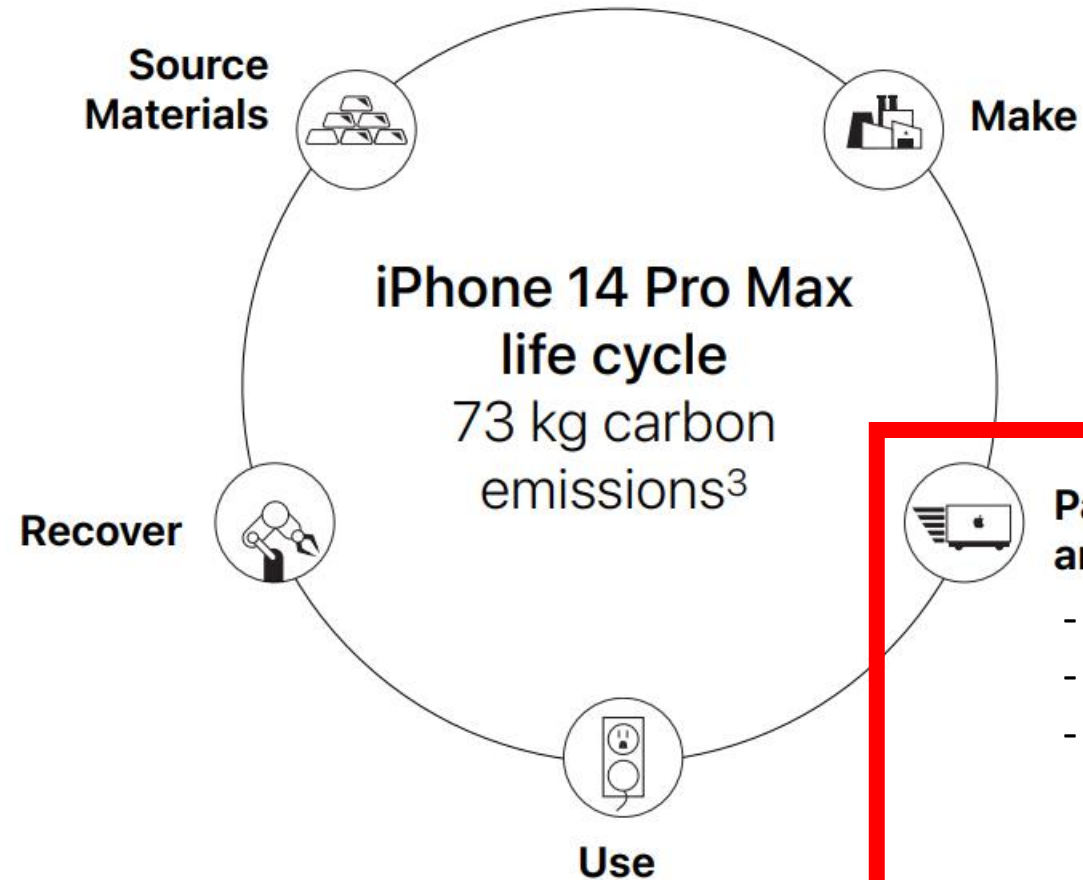 Source
Materials
Make
iPhone 14 Pro Max
life cycle
73 kg carbon
emissions³
Recover
-
-
-
Use